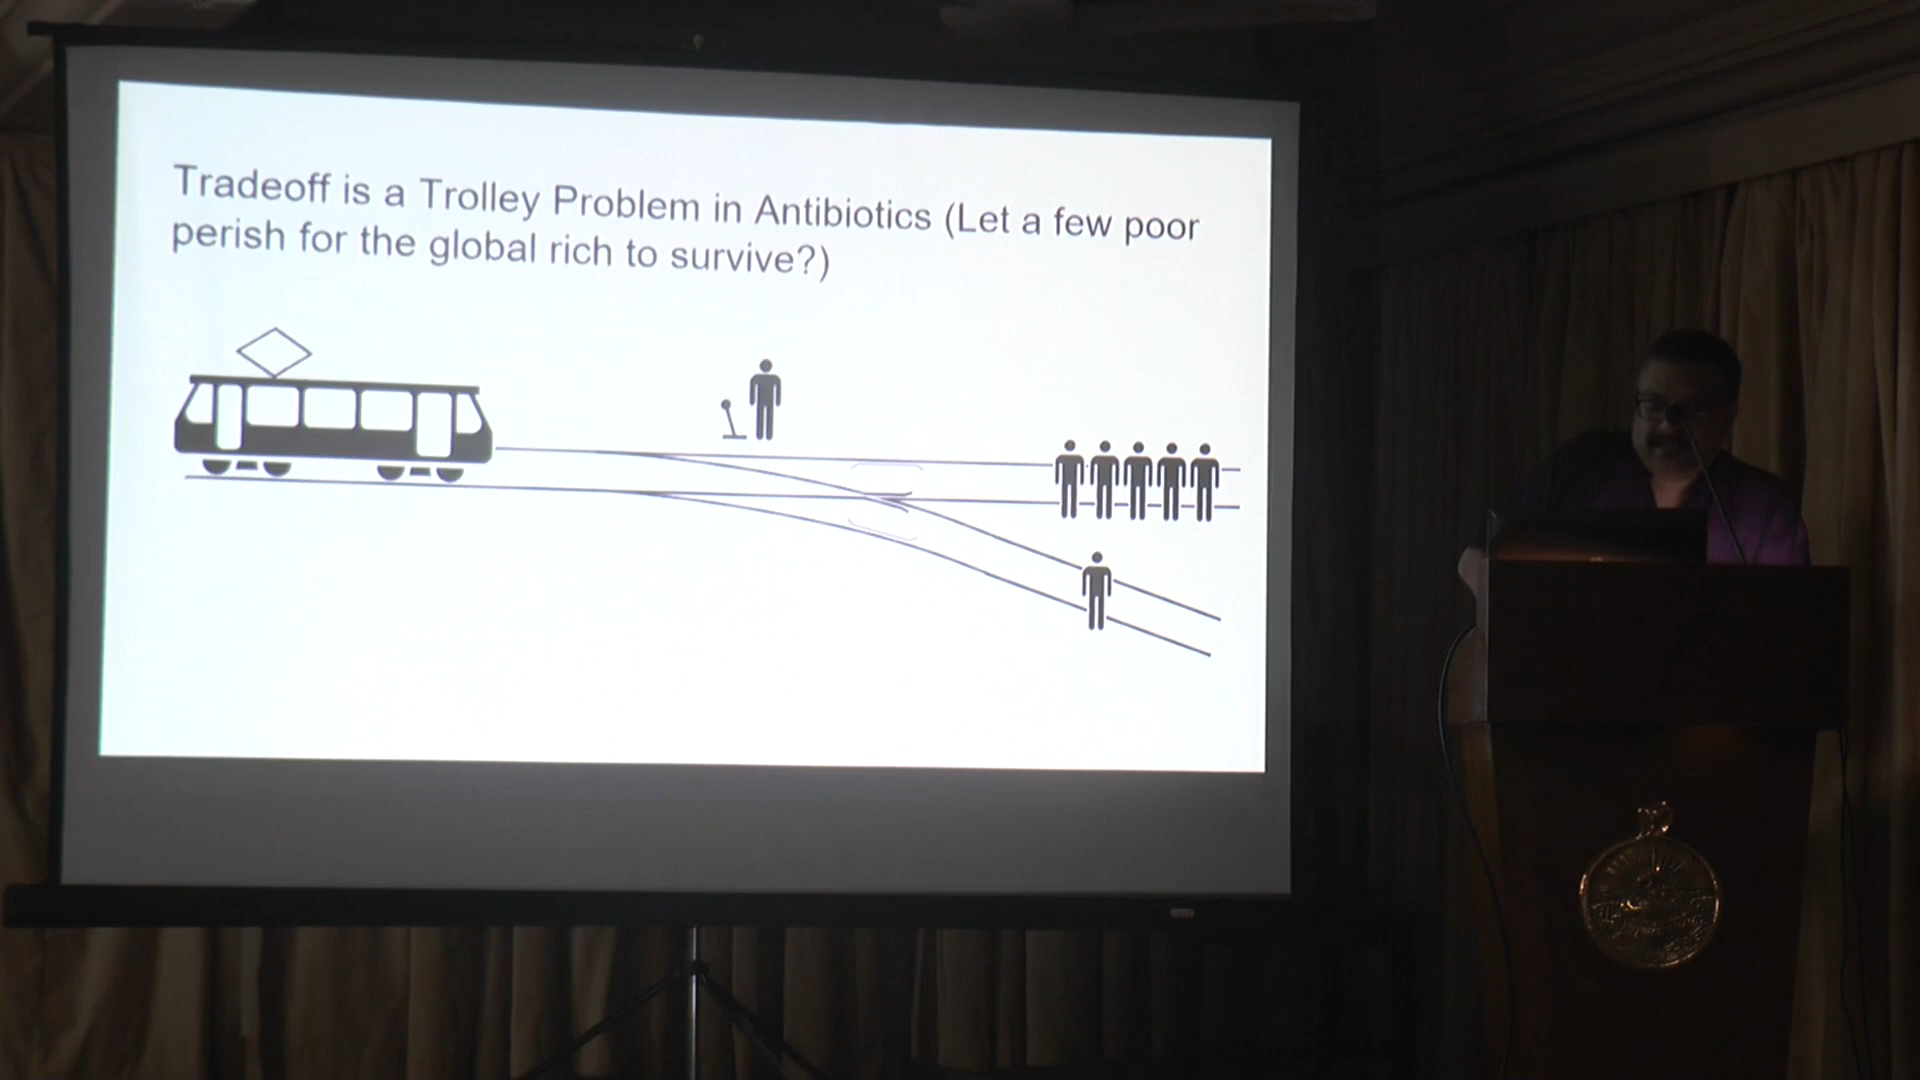 Tradeoff is a Trolley Problem in Antibiotics (Let a few poor
perish for the global rich to survive?)